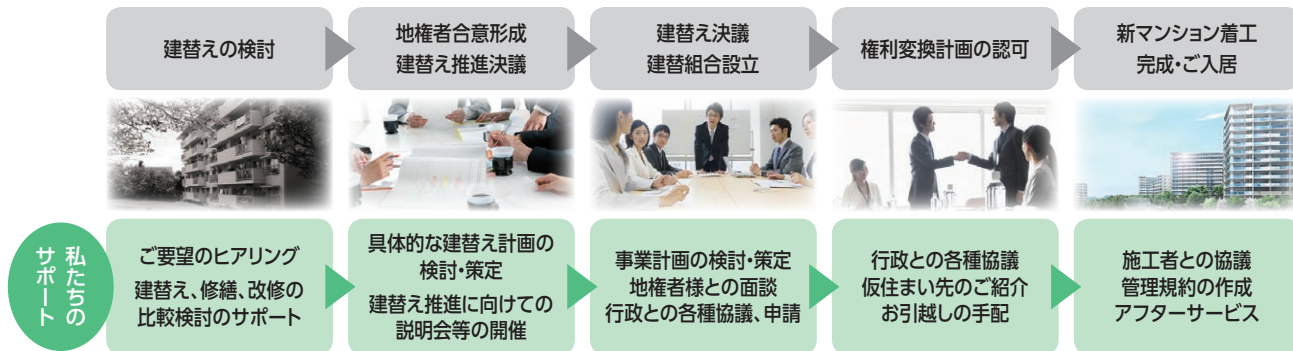 建替えの検討
地権者合意形成
建替え推進決議
建替え決議
建替組合設立
権利変換計画の認可
新マンション着工
完成・ご入居
私たちの
サポート
ご要望のヒアリング
建替え、修繕、改修の
比較検討のサポート
具体的な建替え計画の
検討・策定
建替え推進に向けての
説明会等の開催
事業計画の検討・策定
地権者様との面談
行政との各種協議、申請
行政との各種協議
仮住まい先のご紹介
お引越しの手配
施工者との協議
管理規約の作成
アフターサービス